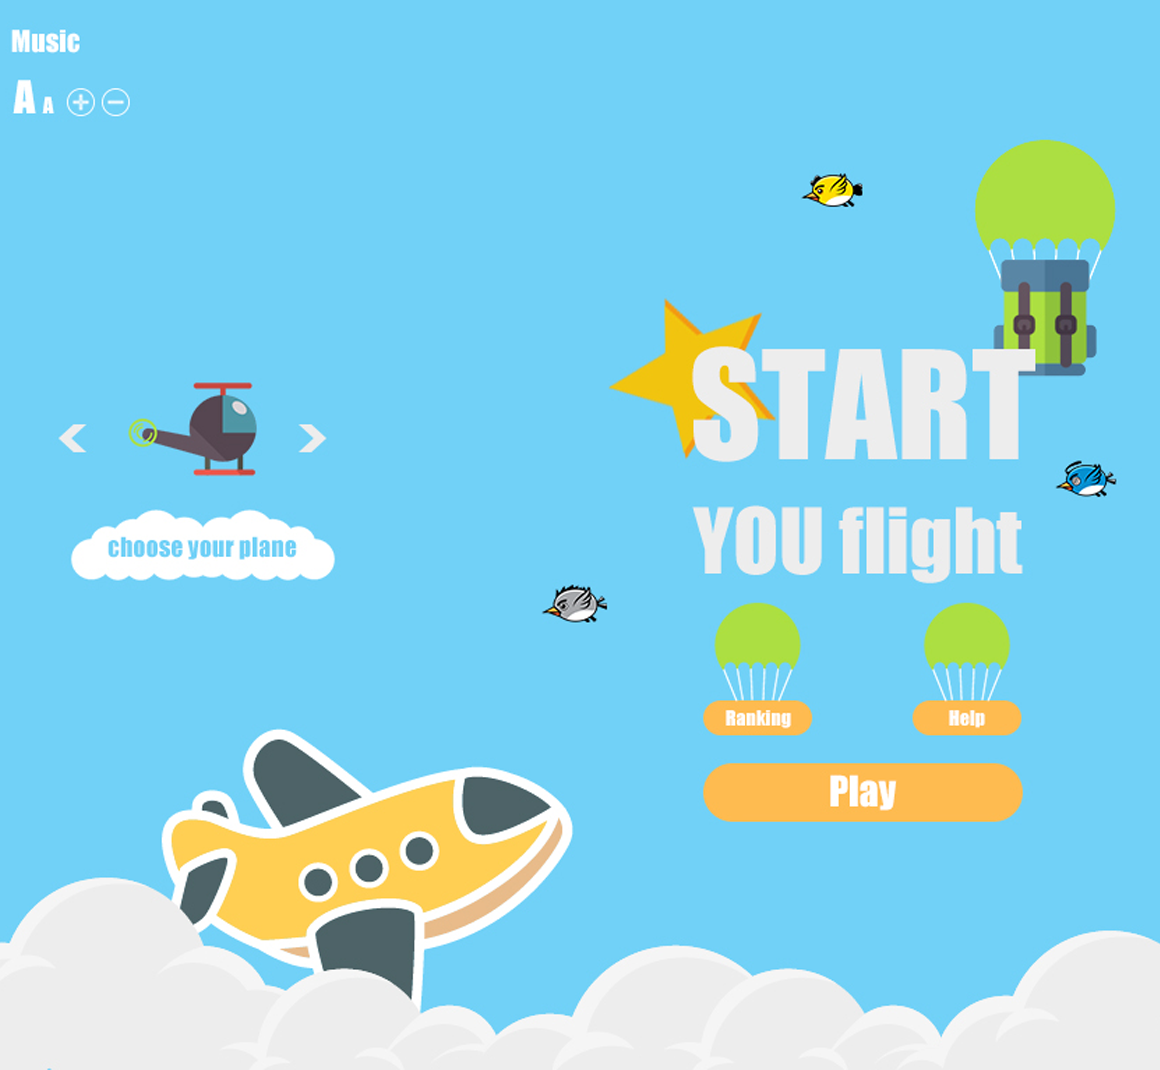 Music
A A + −
choose your plane
START
YOU flight
Ranking
Help
Play